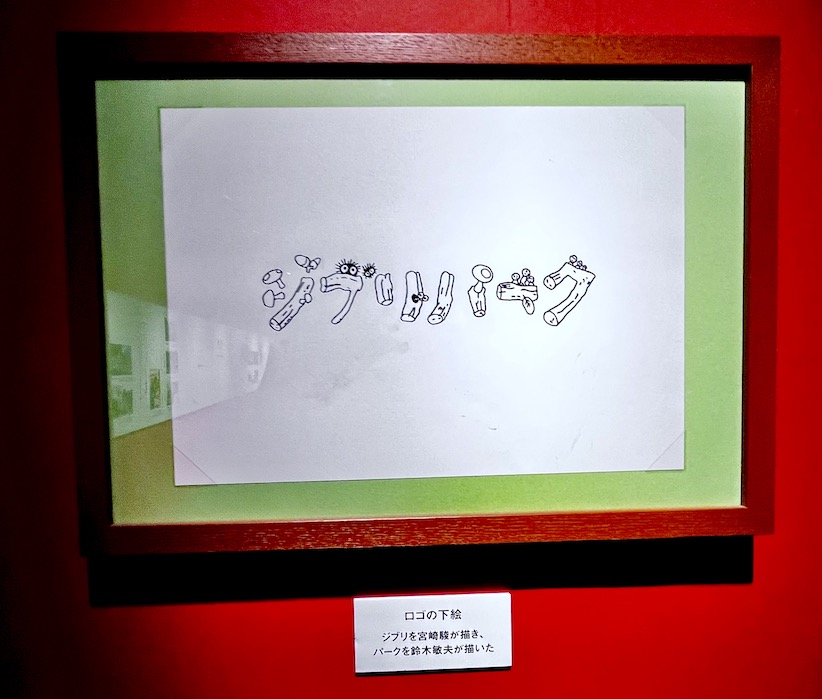 ジブリパーク
ロゴの下絵
ジブリを宮﨑駿が描き、
パークを鈴木敏夫が描いた